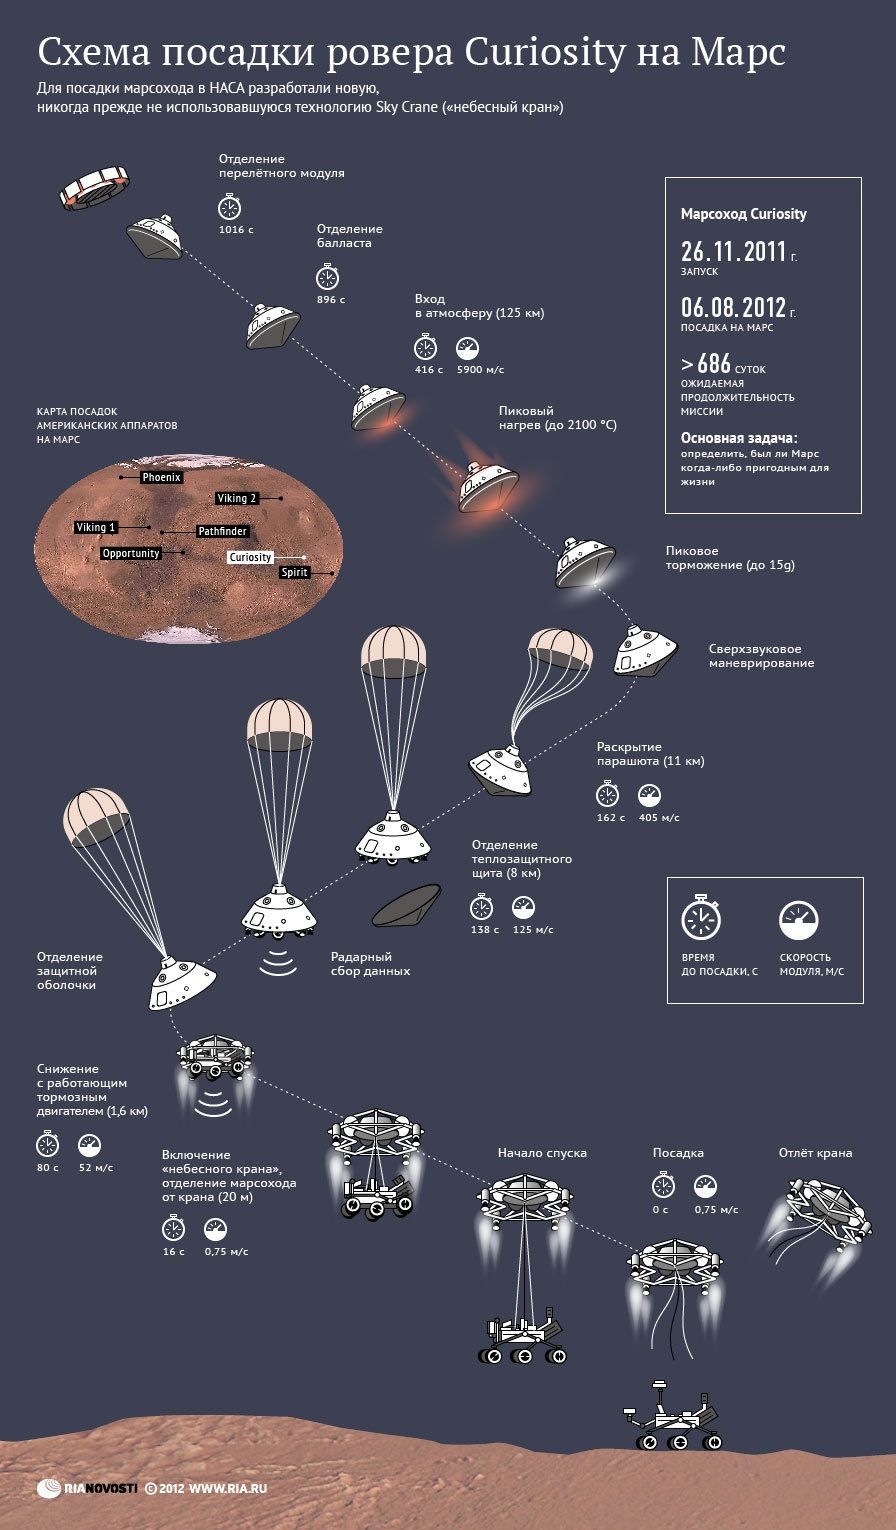 Схема посадки ровера Curiosity на Марс
Для посадки марсохода в НАСА разработали новую,
никогда прежде не использовавшуюся технологию Sky Crane («небесный кран»)
Отделение
перелётного модуля
1016 с
Отделение
балласта
896 с
Вход
в атмосферу (125 км)
416 с
5900 м/с
Марсоход Curiosity
26.11.2011 г.
ЗАПУСК
06.08.2012 г.
ПОСАДКА НА МАРС
>686 СУТОК
ОЖИДАЕМАЯ
ПРОДОЛЖИТЕЛЬНОСТЬ
МИССИИ
Основная задача:
определить, был ли Марс
когда-либо пригодным для
жизни
Пиковый
нагрев (до 2100 °C)
КАРТА ПОСАДОК
АМЕРИКАНСКИХ АППАРАТОВ
НА МАРС
Phoenix
Viking 2
Viking 1
Pathfinder
Opportunity
Curiosity
Spirit
Пиковое
торможение (до 15g)
Сверхзвуковое
маневрирование
Раскрытие
парашюта (11 км)
162 с
405 м/с
Отделение
теплозащитного
щита (8 км)
138 с
125 м/с
ВРЕМЯ
ДО ПОСАДКИ, С
СКОРОСТЬ
МОДУЛЯ, М/С
Радарный
сбор данных
Отделение
защитной
оболочки
Снижение
с работающим
тормозным
двигателем (1,6 км)
80 с
52 м/с
Включение
«небесного крана»,
отделение марсохода
от крана (20 м)
16 с
0,75 м/с
Начало спуска
Посадка
0 с
0,75 м/с
Отлёт крана
RIANOVOSTI © 2012 WWW.RIA.RU